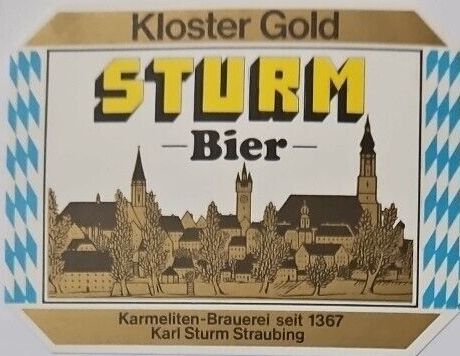 Kloster Gold
STURM
-Bier-
Karmeliten-Brauerei seit 1367
Karl Sturm Straubing